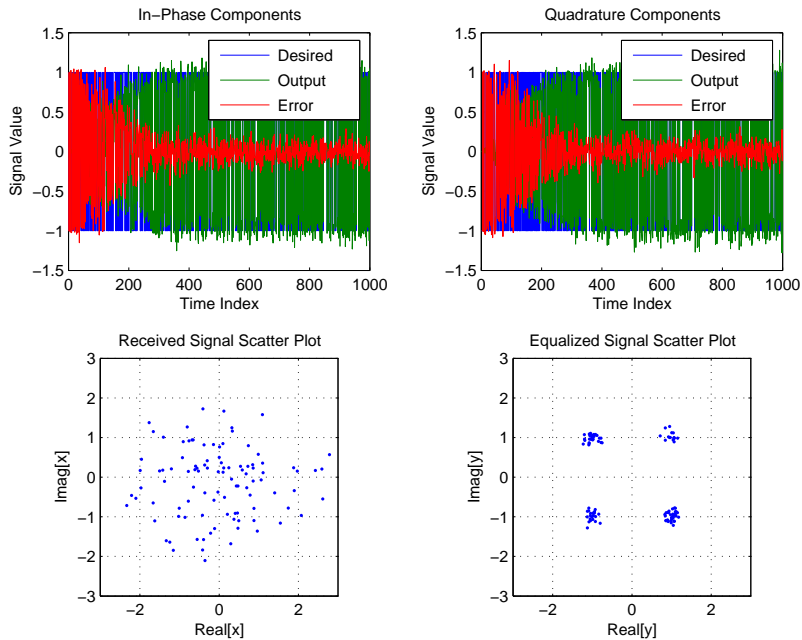 In−Phase Components
1.5
1
0.5
0
−0.5
−1
−1.5
Signal Value
0
200
400
600
800
1000
Time Index
Desired
Output
Error
Quadrature Components
1.5
1
0.5
0
−0.5
−1
−1.5
Signal Value
0
200
400
600
800
1000
Time Index
Desired
Output
Error
Received Signal Scatter Plot
3
2
1
0
−1
−2
−3
Imag[x]
−2
0
2
Real[x]
Equalized Signal Scatter Plot
3
2
1
0
−1
−2
−3
Imag[y]
−2
0
2
Real[y]